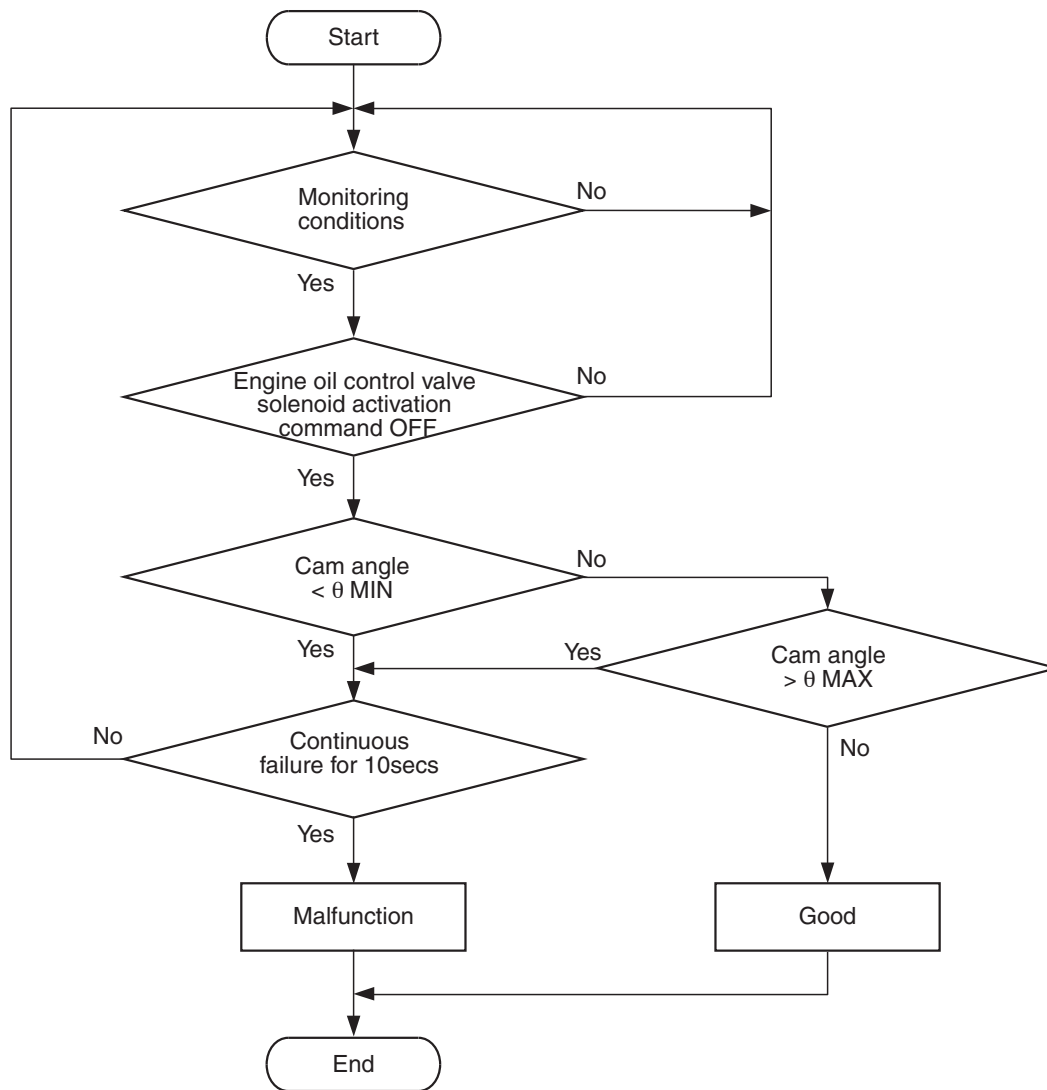 Start
Monitoring
conditions
No
Yes
Engine oil control valve
solenoid activation
command OFF
No
Yes
Cam angle
< θ MIN
No
Yes
Cam angle
> θ MAX
Yes
No
Continuous
failure for 10secs
No
Yes
Malfunction
Good
End